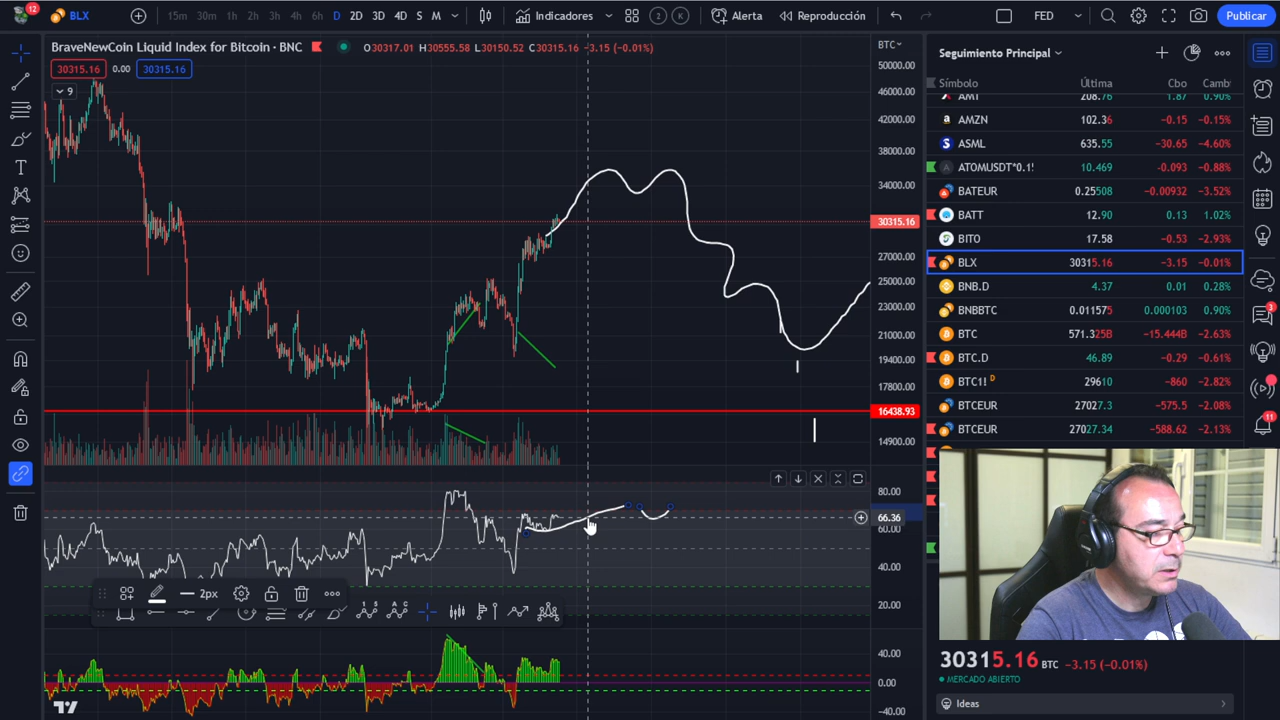 12
BLX
15m 30m 1h 2h 3h 4h 6h D 2D 3D 4D S M
Indicadores
2 K
Alerta
Reproducción
FED
Publicar
BraveNewCoin Liquid Index for Bitcoin · BNC
O30317.01 H30555.58 L30150.52 C30315.16 −3.15 (−0.01%)
30315.16 0.00 30315.16
9
BTC
50000.00
46000.00
42000.00
38000.00
34000.00
30315.16
27000.00
25000.00
23000.00
21000.00
19400.00
17800.00
16438.93
14900.00
80.00
66.36
60.00
40.00
20.00
2px
40.00
0.00
−40.00
Seguimiento Principal
Símbolo Última Cbo Camb
AMT 208.76 1.87 0.90%
AMZN 102.36 −0.15 −0.15%
ASML 635.55 −30.65 −4.60%
ATOMUSDT*0.1! 10.469 −0.093 −0.88%
BATEUR 0.25508 −0.00932 −3.52%
BATT 12.90 0.13 1.02%
BITO 17.58 −0.53 −2.93%
BLX 30315.16 −3.15 −0.01%
BNB.D 4.37 0.01 0.28%
BNBBTC 0.011575 0.000103 0.90%
BTC 571.325B −15.444B −2.63%
BTC.D 46.89 −0.29 −0.61%
BTC1! D 29610 −860 −2.82%
BTCEUR 27027.3 −575.5 −2.08%
BTCEUR 27027.34 −588.62 −2.13%
3
11
30315.16 BTC −3.15 (−0.01%)
MERCADO ABIERTO
Ideas